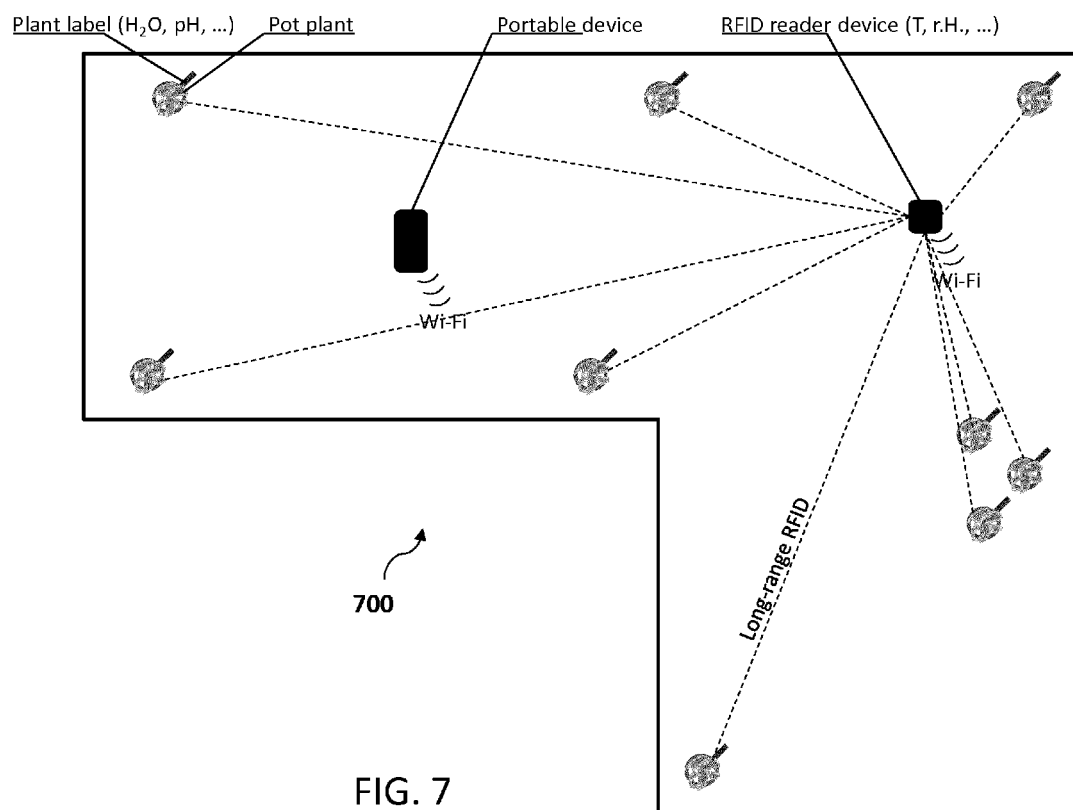 Plant label (H₂O, pH, ...) Pot plant Portable device RFID reader device (T, r.H., ...)
Wi-Fi
Wi-Fi
Long-range RFID
700
FIG. 7